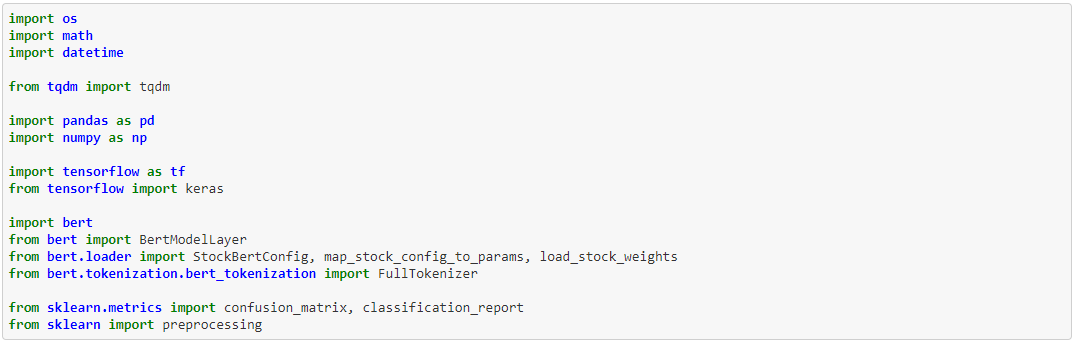 import os
import math
import datetime
from tqdm import tqdm
import pandas as pd
import numpy as np
import tensorflow as tf
from tensorflow import keras
import bert
from bert import BertModelLayer
from bert.loader import StockBertConfig, map_stock_config_to_params, load_stock_weights
from bert.tokenization.bert_tokenization import FullTokenizer
from sklearn.metrics import confusion_matrix, classification_report
from sklearn import preprocessing